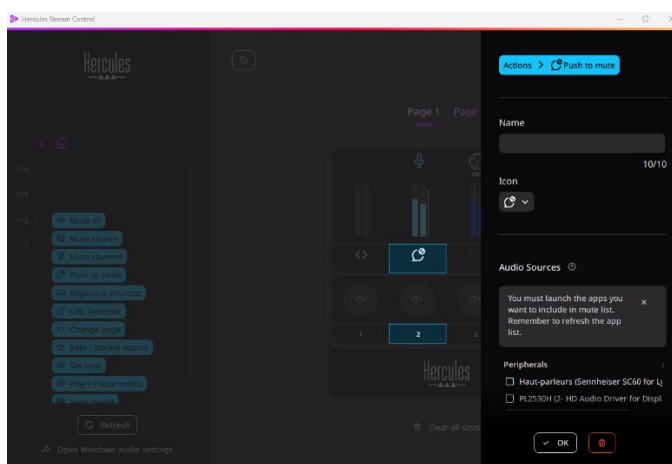 Hercules Stream Control
Hercules
Mute all
Mute source
Mute channel
Push to mute
Keyboard shortcut
URL launcher
Change page
Solo / Isolate source
Set level
Play / Pause media
Next media
Refresh
Open Windows audio settings
Page 1 Page
1 2 3
Hercules
Clear all slots
Actions > Push to mute
Name
10/10
Icon
Audio Sources
You must launch the apps you
want to include in mute list.
Remember to refresh the app
list.
Peripherals
Haut-parleurs (Sennheiser SC60 for Ly
PL2530H (2- HD Audio Driver for Displ
OK